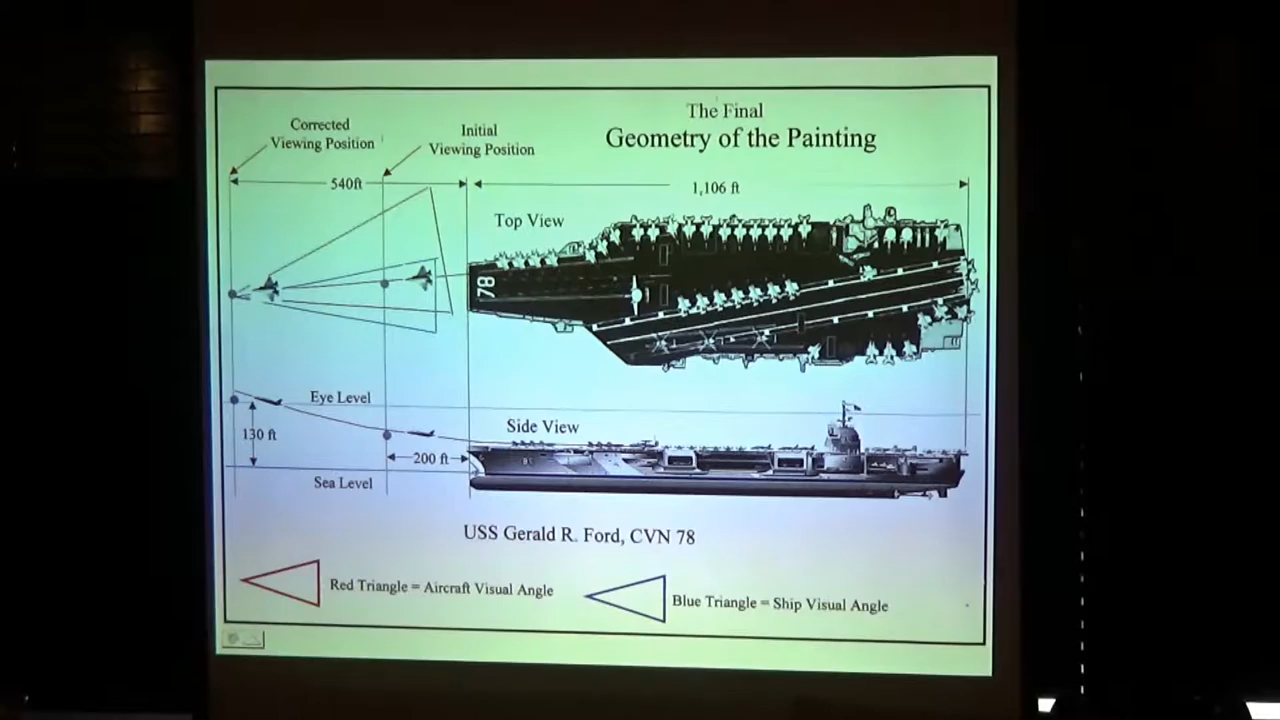 The Final
Geometry of the Painting
Corrected
Viewing Position
Initial
Viewing Position
540ft
1,106 ft
Top View
78
Eye Level
130 ft
Side View
200 ft
Sea Level
USS Gerald R. Ford, CVN 78
Red Triangle = Aircraft Visual Angle
Blue Triangle = Ship Visual Angle